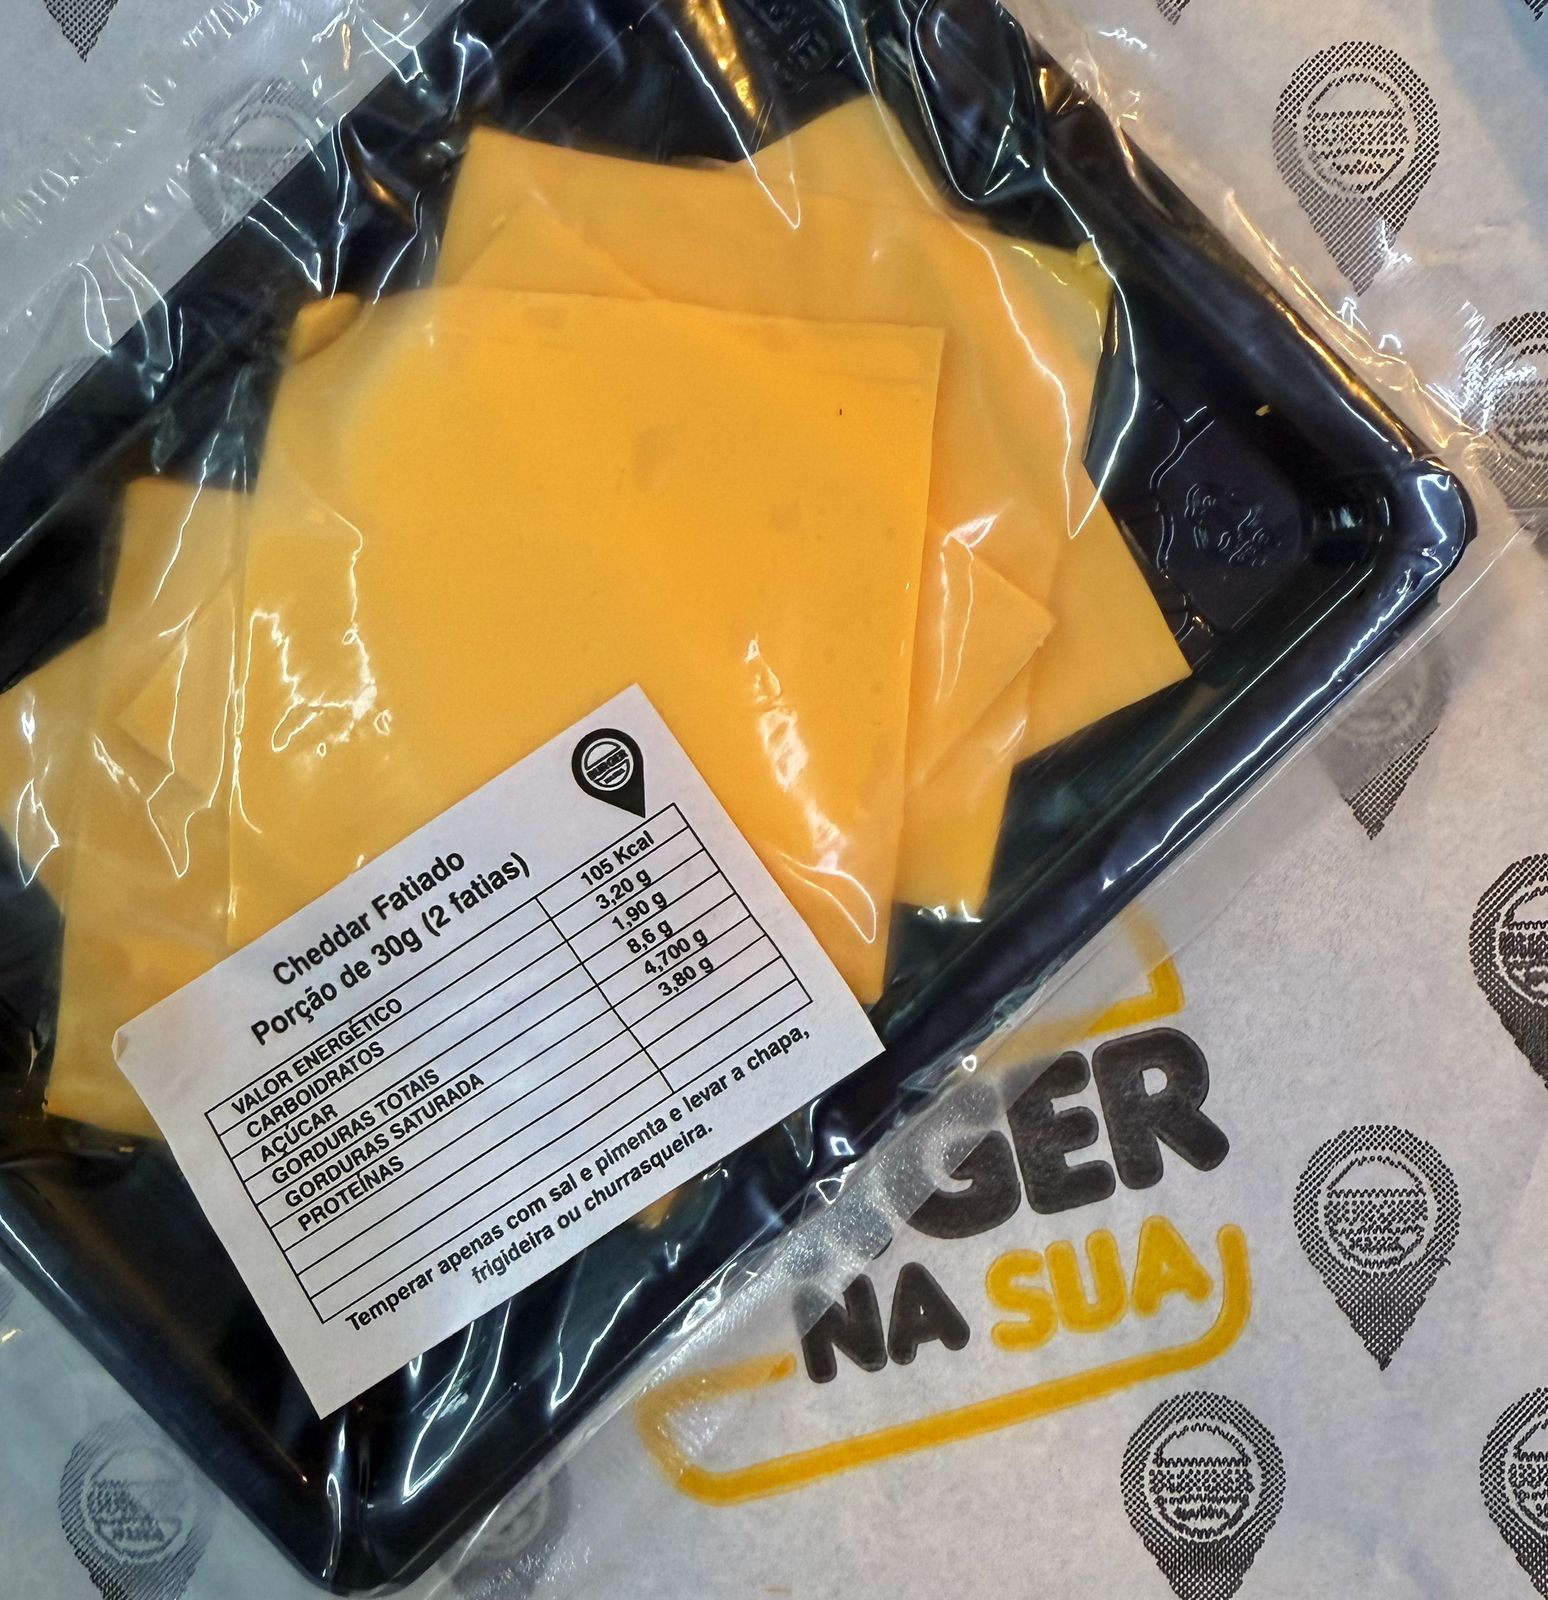 BURGER
Cheddar Fatiado
Porção de 30g (2 fatias)
VALOR ENERGÉTICO 105 Kcal
CARBOIDRATOS 3,20 g
AÇÚCAR 1,90 g
GORDURAS TOTAIS 8,6 g
GORDURAS SATURADA 4,700 g
PROTEÍNAS 3,80 g
Temperar apenas com sal e pimenta e levar a chapa,
frigideira ou churrasqueira.
GER
NA SUA